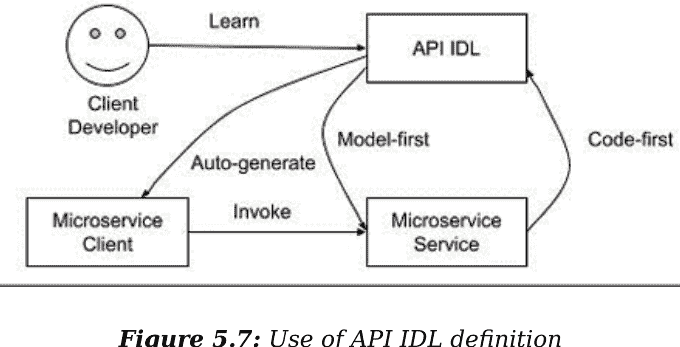 Learn
API IDL
Client
Developer
Model-first
Code-first
Auto-generate
Microservice
Client
Invoke
Microservice
Service
Figure 5.7: Use of API IDL definition